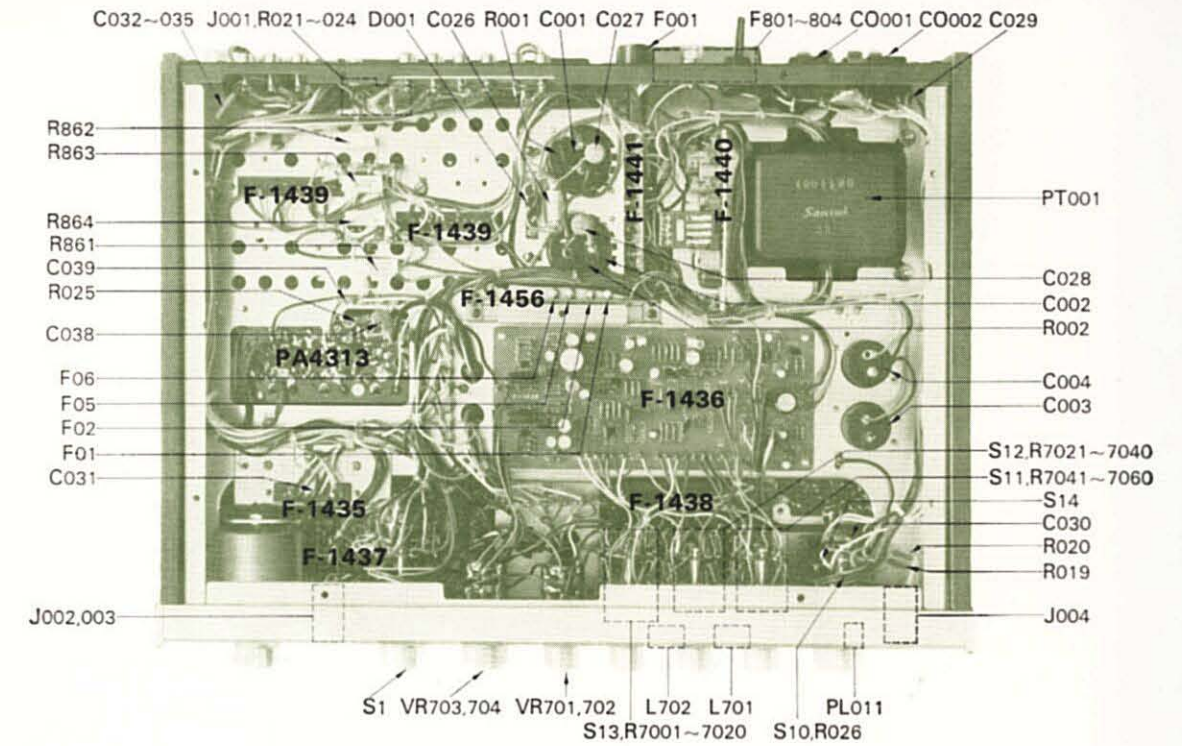 C032~035 J001,R021~024 D001 C026 R001 C001 C027 F001 F801~804 CO001 CO002 C029
R862
R863
F-1439
R864
F-1439
R861
C039
R025
F-1456
C038
PA4313
F06
F05
F02
F01
C031
F-1435
F-1437
J002,003
F-1441
F-1440
Sansui
PT001
C028
C002
R002
F-1436
C004
C003
S12,R7021~7040
S11,R7041~7060
F-1438
S14
C030
R020
R019
J004
S1 VR703,704 VR701,702 L702 L701 PL011
S13,R7001~7020 S10,R026